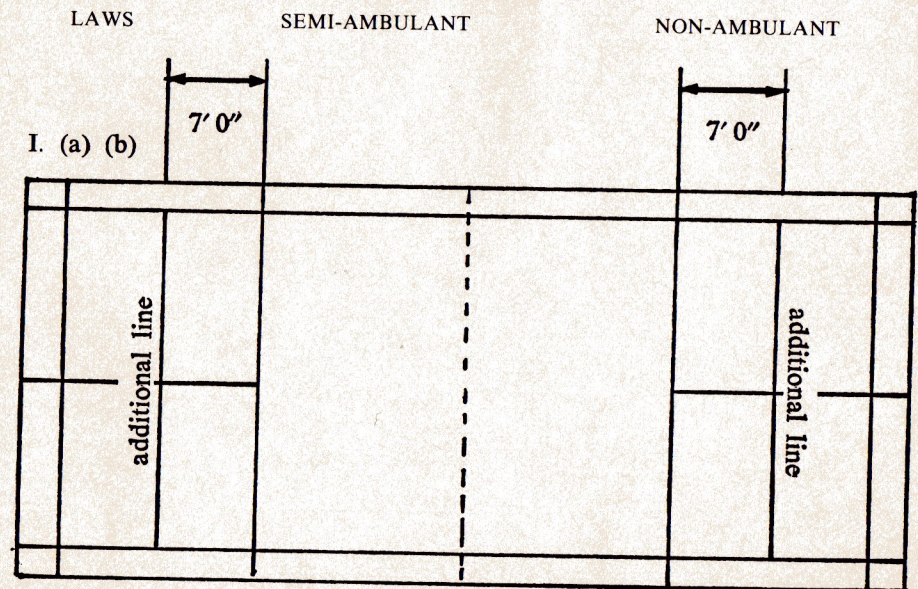 LAWS SEMI-AMBULANT NON-AMBULANT
7′ 0″ 7′ 0″
I. (a) (b)
additional line
additional line